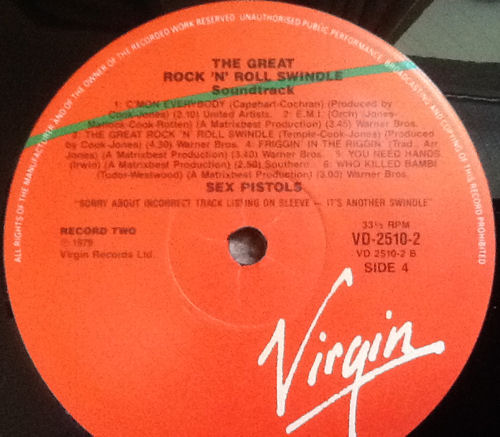 ALL RIGHTS OF THE MANUFACTURER AND OF THE OWNER OF THE RECORDED WORK RESERVED UNAUTHORISED PUBLIC PERFORMANCE, BROADCASTING AND COPYING OF THIS RECORD PROHIBITED
THE GREAT
ROCK 'N' ROLL SWINDLE
Soundtrack
1: C'MON EVERYBODY (Capehart-Cochran) (Produced by
Cook-Jones) (2.10) United Artists. 2: E.M.I. (Orch) (Jones-
Matlock-Cook-Rotten) (A Matrixbest Production) (3.45) Warner Bros.
3: THE GREAT ROCK 'N' ROLL SWINDLE (Temple-Cook-Jones) (Produced
by Cook-Jones) (4.30) Warner Bros. 4: FRIGGIN' IN THE RIGGIN' (Trad., Arr
Jones) (A Matrixbest Production) (3.40) Warner Bros. 5: YOU NEED HANDS
(Irwin) (A Matrixbest Production) (2.50) Southern. 6: WHO KILLED BAMBI
(Tudor-Westwood) (A Matrixbest Production) (3.00) Warner Bros.
SEX PISTOLS
"SORRY ABOUT INCORRECT TRACK LISTING ON SLEEVE — IT'S ANOTHER SWINDLE"
RECORD TWO
℗ 1979
Virgin Records Ltd.
33⅓ RPM
VD-2510-2
VD 2510-2 B
SIDE 4
Virgin